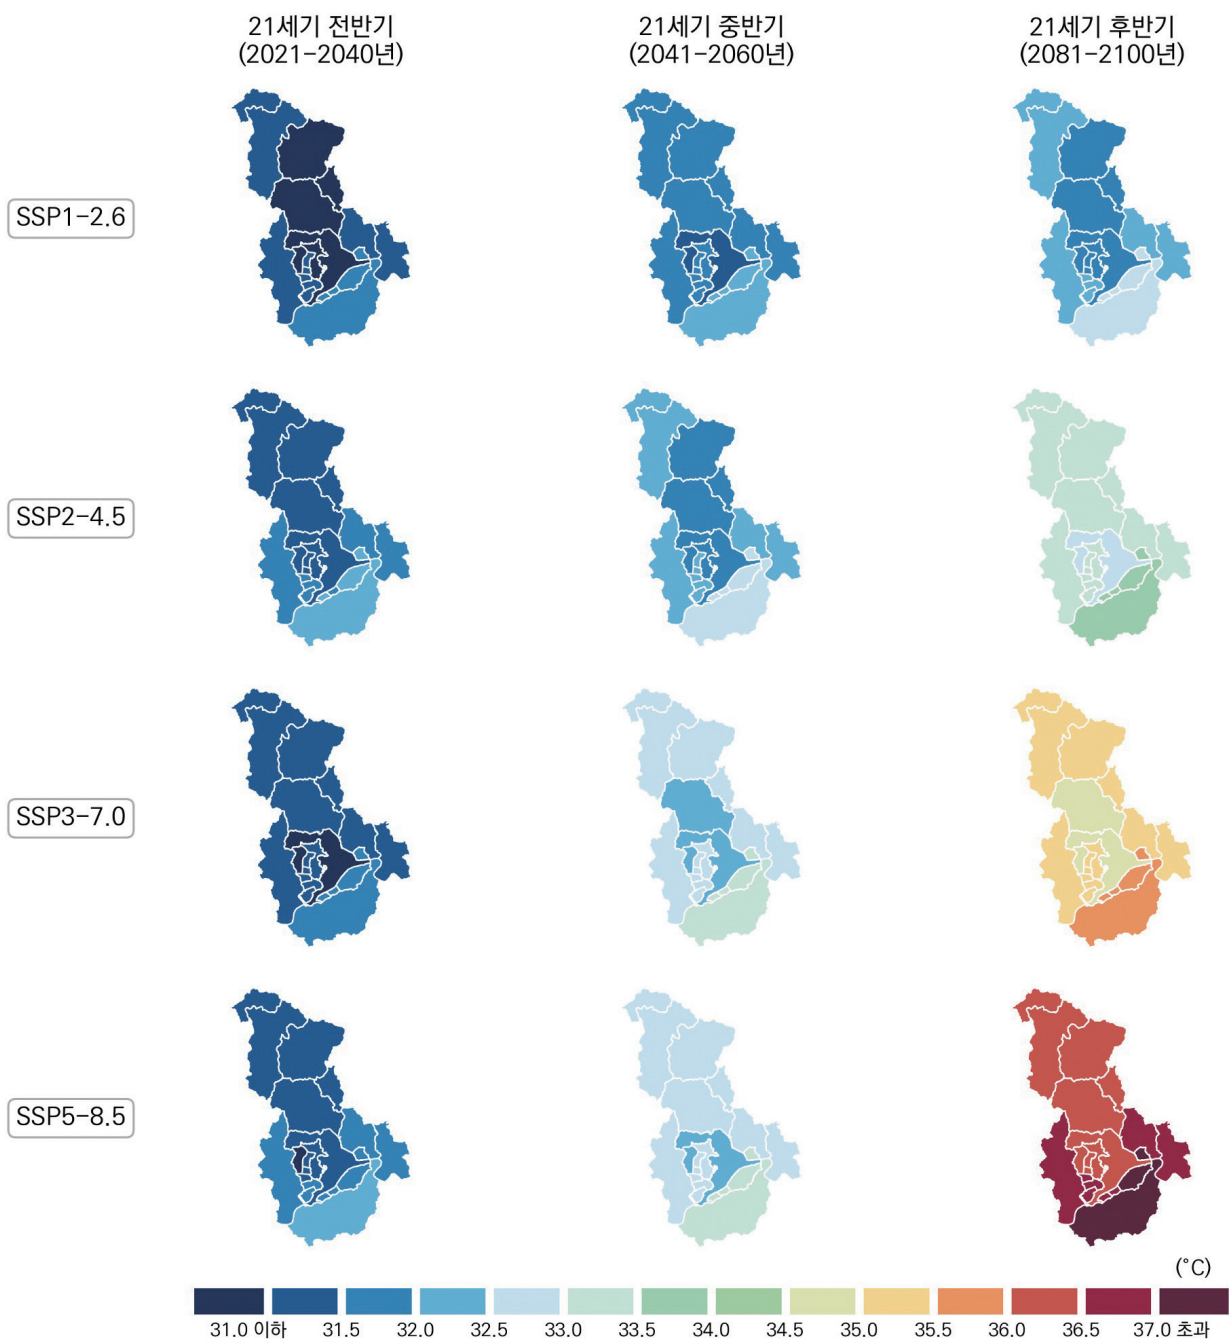 21세기 전반기
(2021-2040년)
21세기 중반기
(2041-2060년)
21세기 후반기
(2081-2100년)
SSP1-2.6
SSP2-4.5
SSP3-7.0
SSP5-8.5
(°C)
31.0 이하 31.5 32.0 32.5 33.0 33.5 34.0 34.5 35.0 35.5 36.0 36.5 37.0 초과